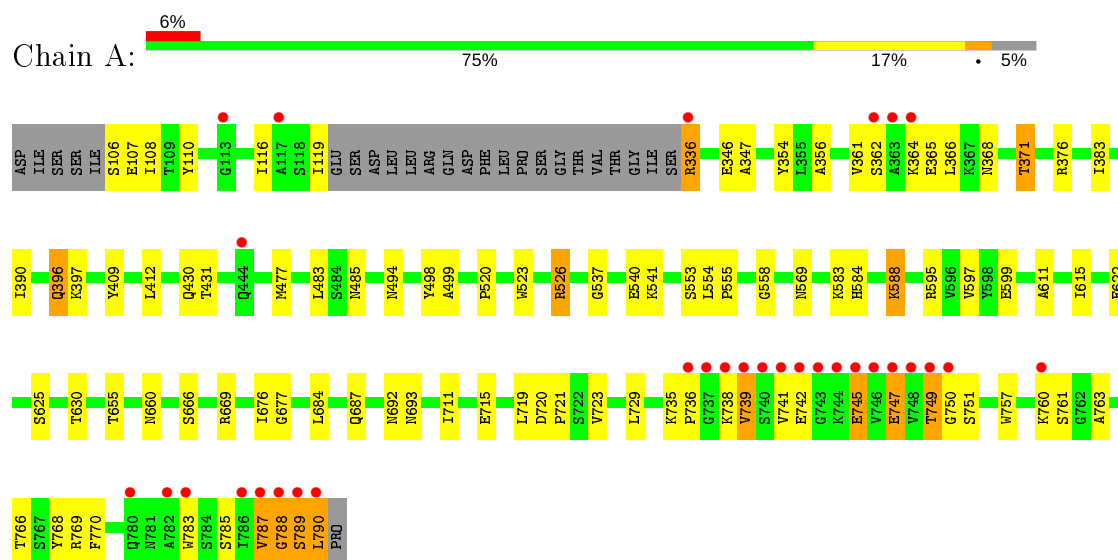 6%
Chain A:
75% 17% • 5%
ASP ILE SER SER ILE S106 E107 I108 T109 Y110 G113 I116 A117 S118 I119 GLU SER ASP LEU LEU ARG GLN ASP PHE LEU PRO SER GLY THR VAL THR GLY ILE SER R336 E346 A347 Y354 L355 A356 V361 S362 A363 K364 E365 L366 K367 N368 T371 R376 I383
I390 Q396 K397 Y409 L412 Q430 T431 Q444 M477 L483 S484 N485 N494 Y498 A499 P520 W523 R526 G537 E540 K541 S553 L554 P555 G558 N569 K583 H584 K588 R595 V596 V597 Y598 E599 A611 I615
S625 T630 T655 N660 S666 R669 I676 G677 L684 Q687 N692 N693 I711 E715 L719 D720 P721 S722 V723 L729 K735 P736 G737 K738 V739 S740 V741 E742 G743 K744 E745 V746 E747 V748 T749 G750 S751 W757 K760 S761 G762 A763
T766 S767 Y768 R769 F770 Q780 N781 A782 W783 S784 S785 I786 V787 G788 S789 L790 PRO